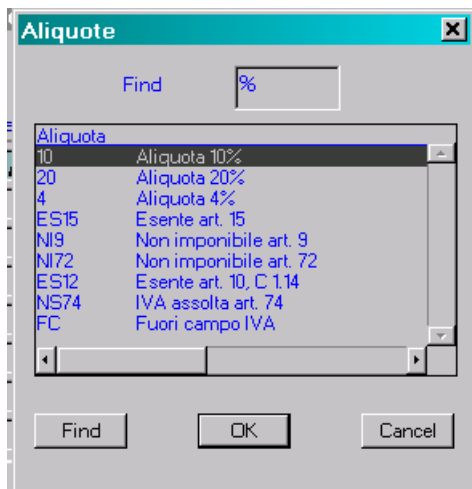 Aliquote
Find %
Aliquota
10 Aliquota 10%
20 Aliquota 20%
4 Aliquota 4%
ES15 Esente art. 15
NI9 Non imponibile art. 9
NI72 Non imponibile art. 72
ES12 Esente art. 10, C 1.14
NS74 IVA assolta art. 74
FC Fuori campo IVA
Find OK Cancel